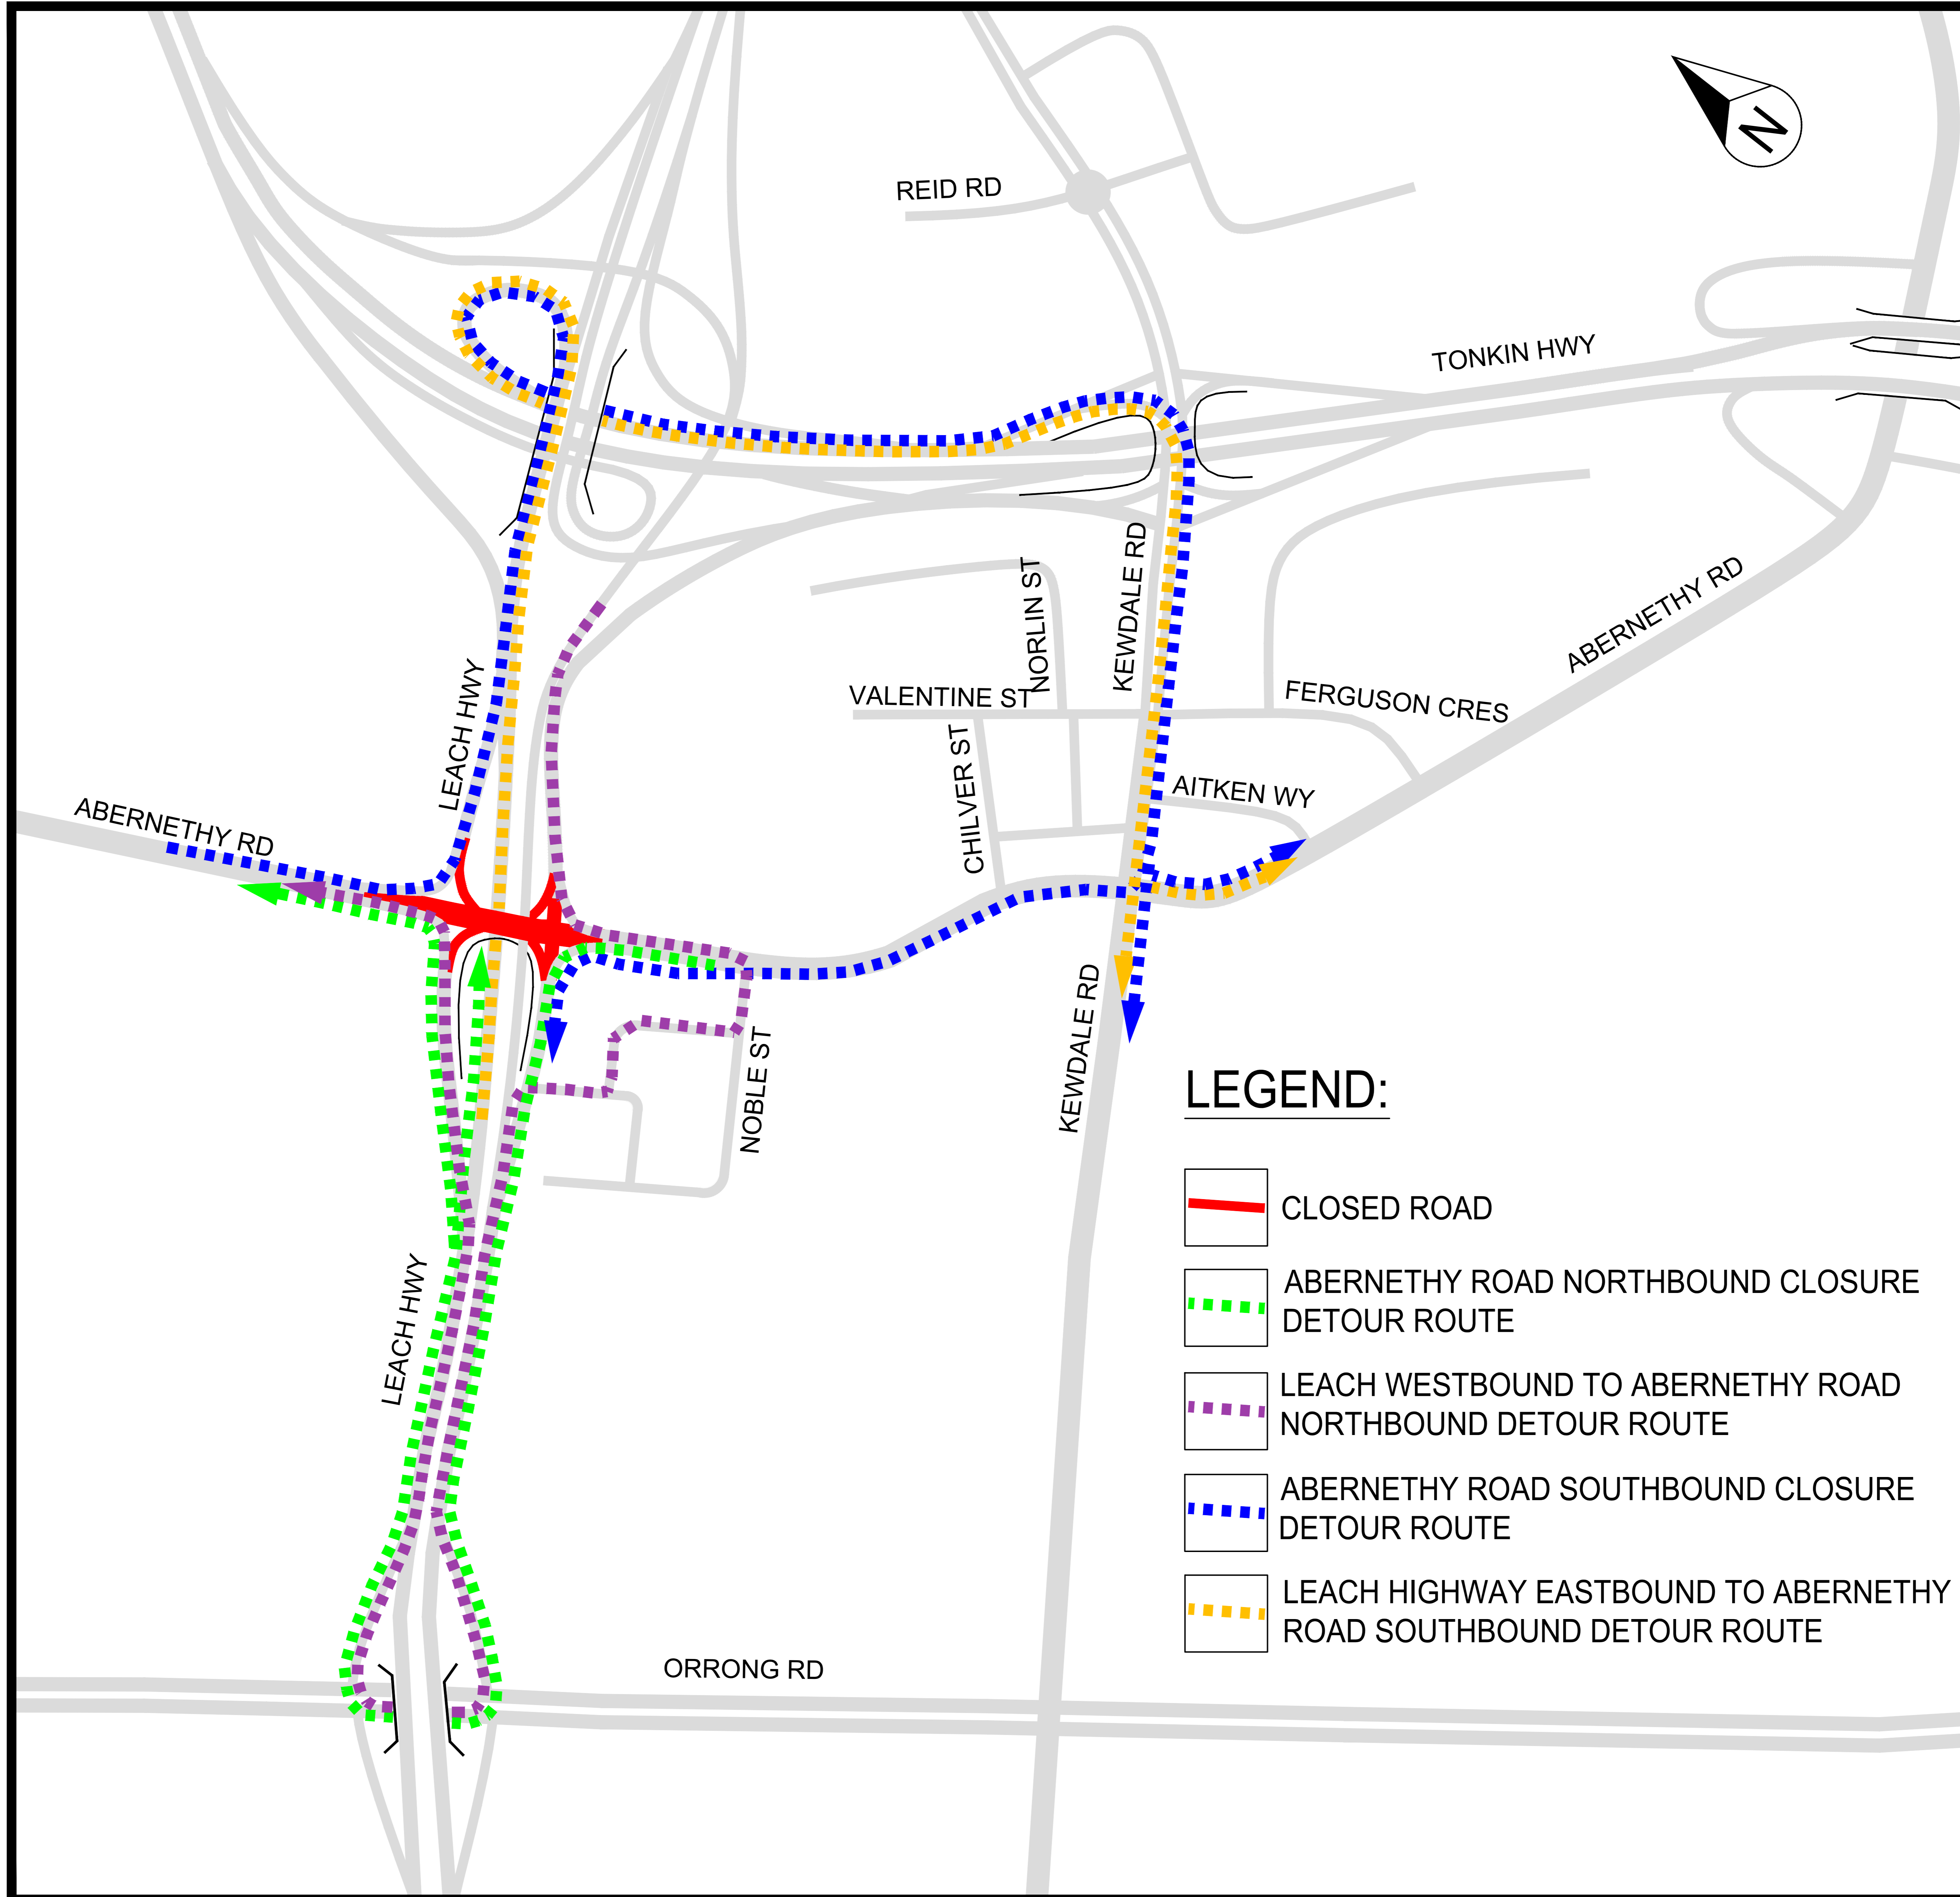 N
REID RD
TONKIN HWY
KEWDALE RD
NORLIN ST
ABERNETHY RD
LEACH HWY
VALENTINE ST
FERGUSON CRES
CHILVER ST
AITKEN WY
ABERNETHY RD
KEWDALE RD
NOBLE ST
LEACH HWY
ORRONG RD
LEGEND:
CLOSED ROAD
ABERNETHY ROAD NORTHBOUND CLOSURE
DETOUR ROUTE
LEACH WESTBOUND TO ABERNETHY ROAD
NORTHBOUND DETOUR ROUTE
ABERNETHY ROAD SOUTHBOUND CLOSURE
DETOUR ROUTE
LEACH HIGHWAY EASTBOUND TO ABERNETHY
ROAD SOUTHBOUND DETOUR ROUTE